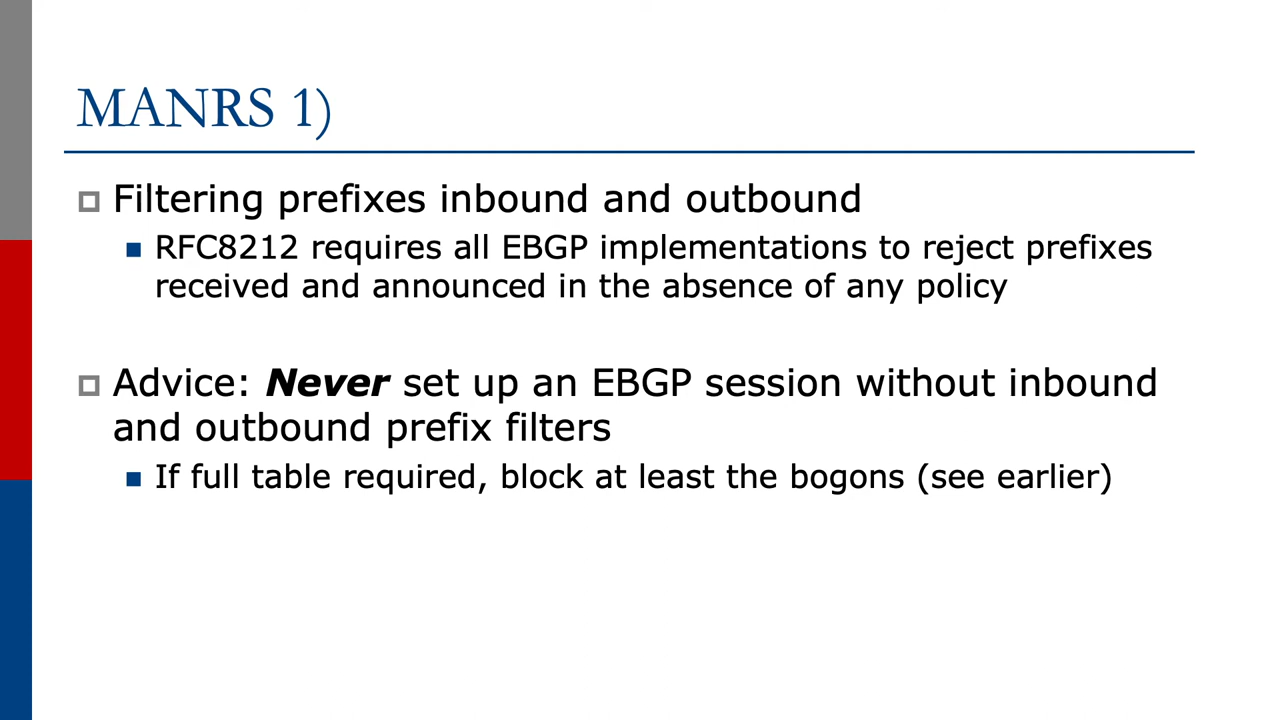 MANRS 1)
Filtering prefixes inbound and outbound
RFC8212 requires all EBGP implementations to reject prefixes
received and announced in the absence of any policy
Advice: Never set up an EBGP session without inbound
and outbound prefix filters
If full table required, block at least the bogons (see earlier)